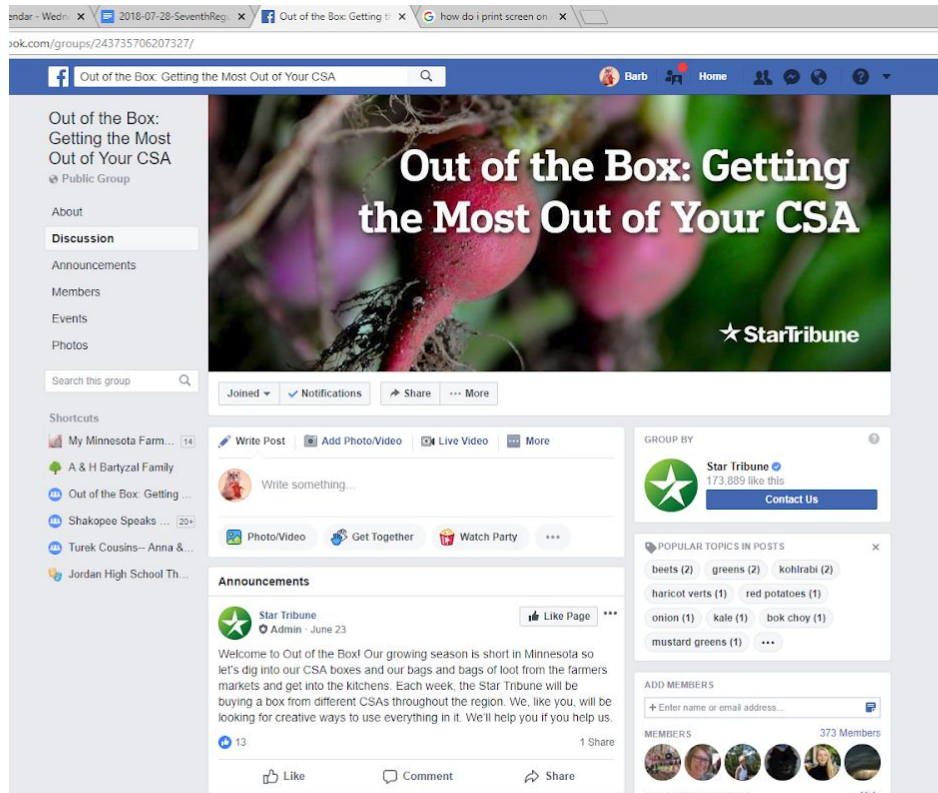 endar - Wedn
2018-07-28-SeventhRegu
Out of the Box: Getting t
how do i print screen on
ook.com/groups/243735706207327/
Out of the Box: Getting the Most Out of Your CSA
Barb
Home
Out of the Box:
Getting the Most
Out of Your CSA
Public Group
About
Discussion
Announcements
Members
Events
Photos
Search this group
Shortcuts
My Minnesota Farm... 14
A & H Bartyzal Family
Out of the Box: Getting ...
Shakopee Speaks ... 20+
Turek Cousins-- Anna &...
Jordan High School Th...
Out of the Box: Getting
the Most Out of Your CSA
StarTribune
Joined
Notifications
Share
More
Write Post
Add Photo/Video
Live Video
More
Write something...
Photo/Video
Get Together
Watch Party
Announcements
Star Tribune
Admin · June 23
Like Page
Welcome to Out of the Box! Our growing season is short in Minnesota so
let's dig into our CSA boxes and our bags and bags of loot from the farmers
markets and get into the kitchens. Each week, the Star Tribune will be
buying a box from different CSAs throughout the region. We, like you, will be
looking for creative ways to use everything in it. We'll help you if you help us.
13
1 Share
Like
Comment
Share
GROUP BY
Star Tribune
173,889 like this
Contact Us
POPULAR TOPICS IN POSTS
beets (2) greens (2) kohlrabi (2)
haricot verts (1) red potatoes (1)
onion (1) kale (1) bok choy (1)
mustard greens (1)
ADD MEMBERS
+ Enter name or email address...
MEMBERS
373 Members